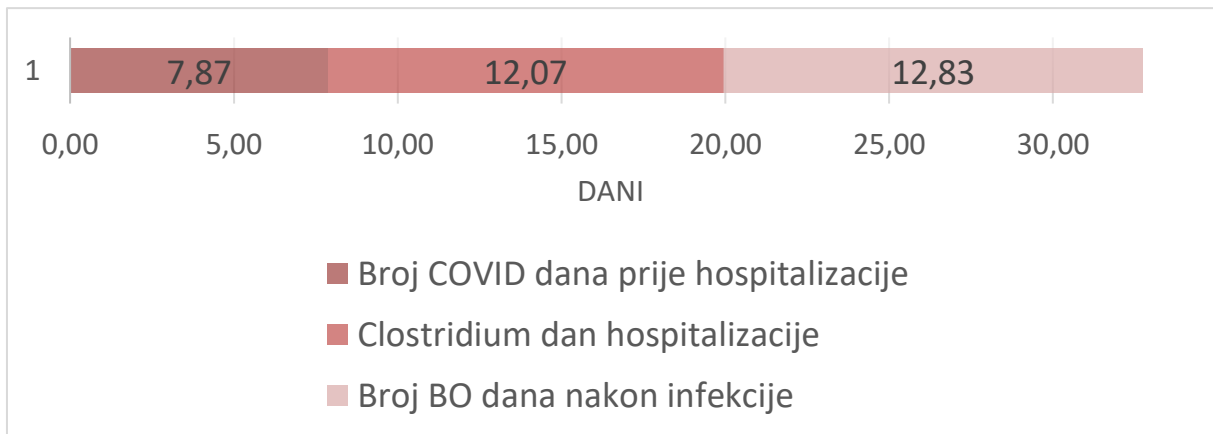 1 7,87 12,07 12,83
0,00 5,00 10,00 15,00 20,00 25,00 30,00
DANI
Broj COVID dana prije hospitalizacije
Clostridium dan hospitalizacije
Broj BO dana nakon infekcije